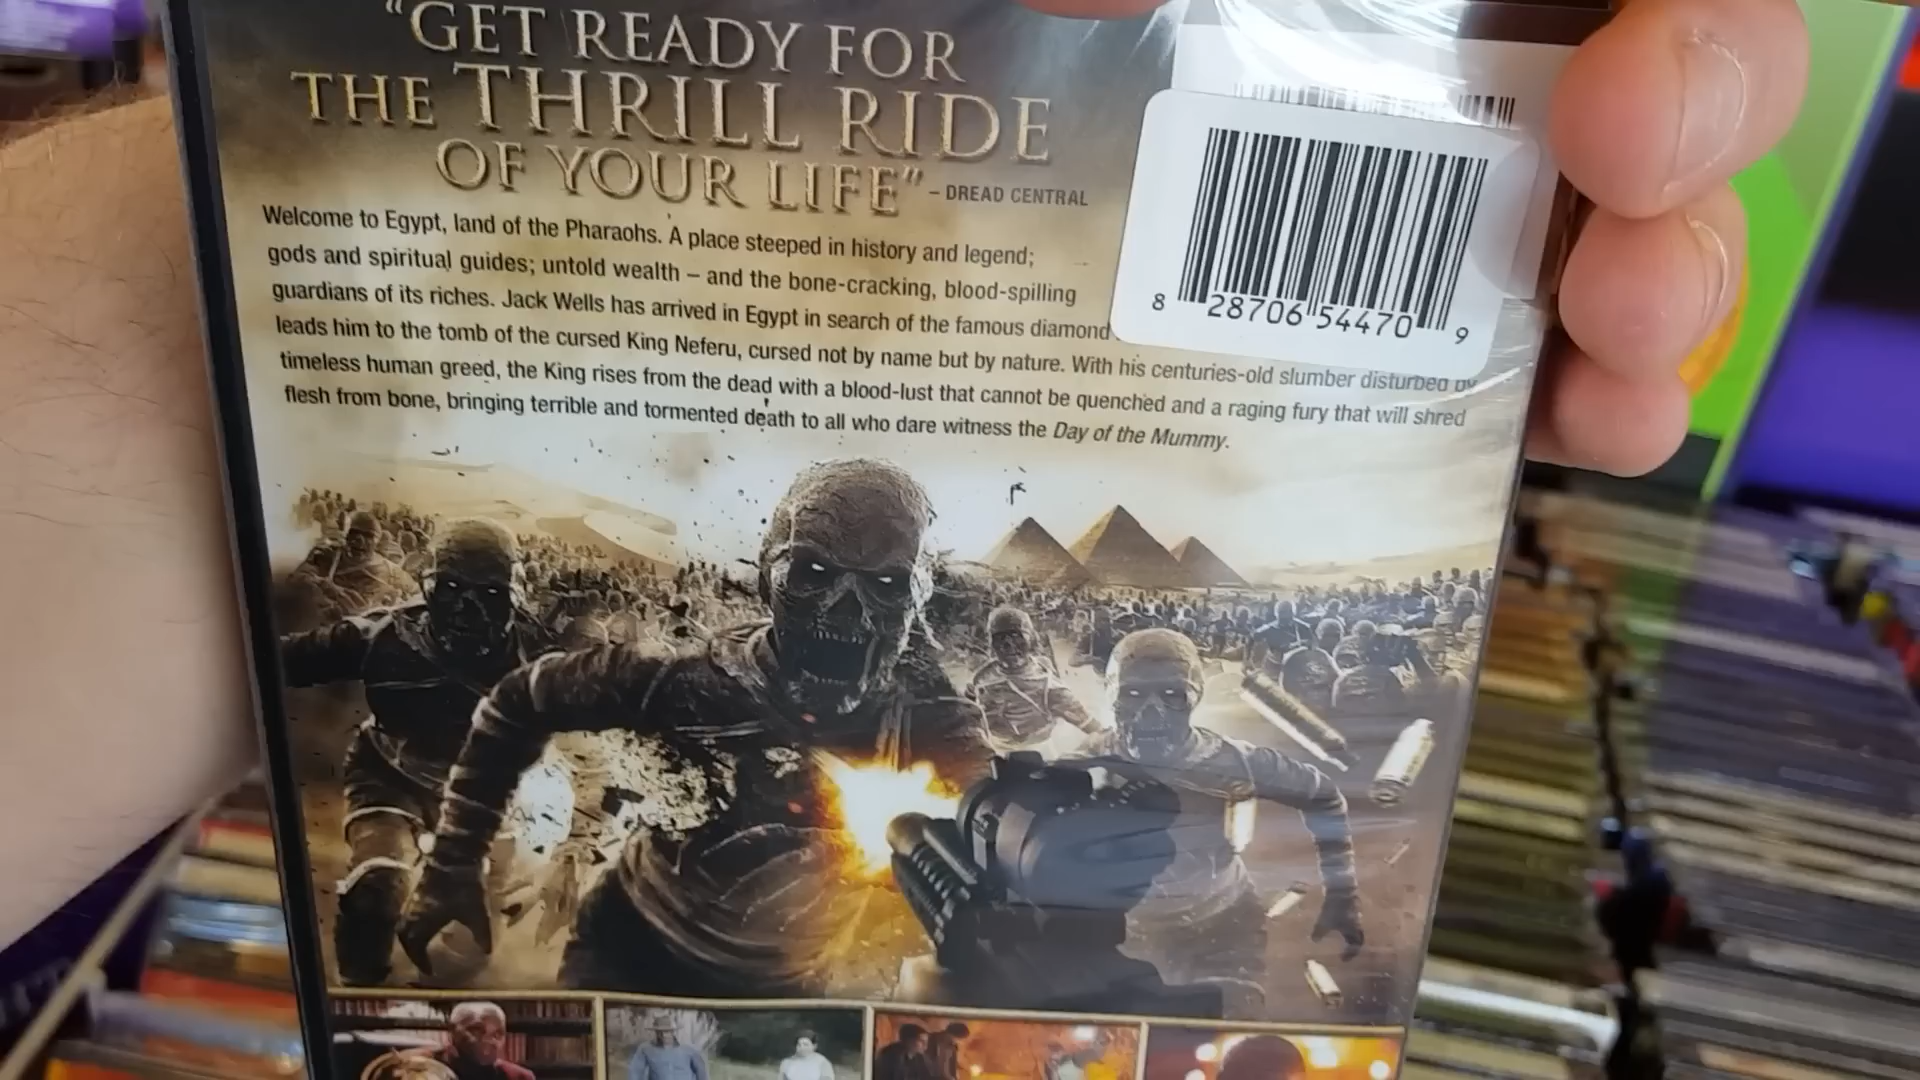 “GET READY FOR
THE THRILL RIDE
OF YOUR LIFE” – DREAD CENTRAL
Welcome to Egypt, land of the Pharaohs. A place steeped in history and legend;
gods and spiritual guides; untold wealth – and the bone-cracking, blood-spilling
guardians of its riches. Jack Wells has arrived in Egypt in search of the famous diamond
leads him to the tomb of the cursed King Neferu, cursed not by name but by nature. With his centuries-old slumber disturbed by
timeless human greed, the King rises from the dead with a blood-lust that cannot be quenched and a raging fury that will shred
flesh from bone, bringing terrible and tormented death to all who dare witness the Day of the Mummy.
8 28706 54470 9